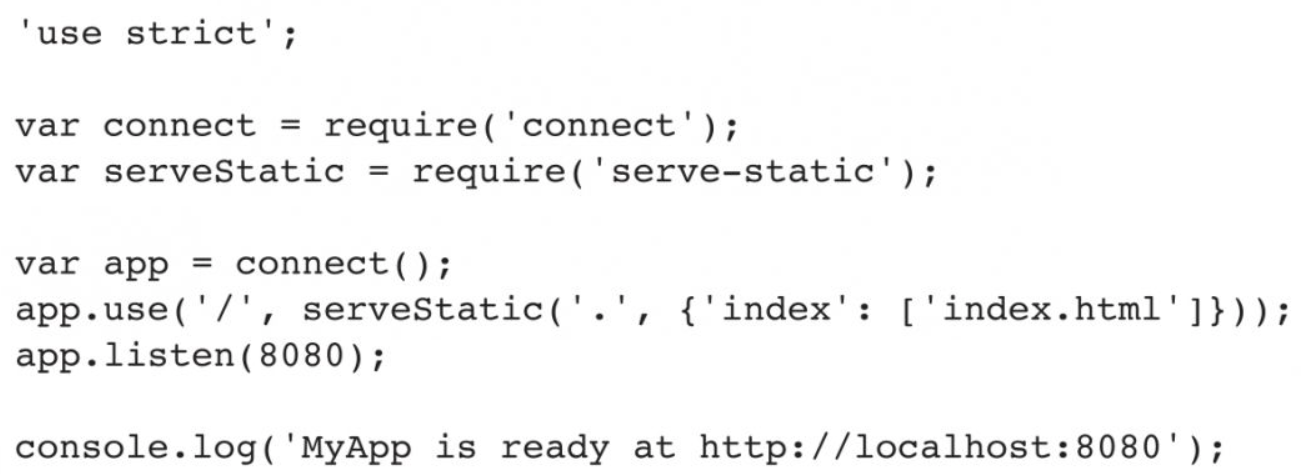 'use strict';
var connect = require('connect');
var serveStatic = require('serve-static');
var app = connect();
app.use('/', serveStatic('.', {'index': ['index.html']}));
app.listen(8080);
console.log('MyApp is ready at http://localhost:8080');